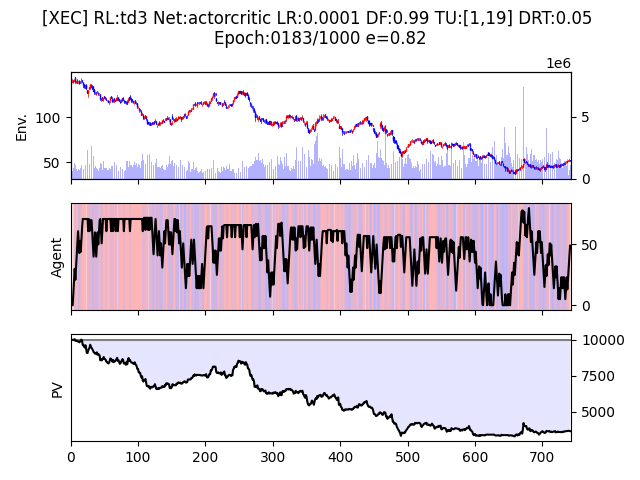 [XEC] RL:td3 Net:actorcritic LR:0.0001 DF:0.99 TU:[1,19] DRT:0.05
Epoch:0183/1000 e=0.82
1e6
Env.
100
50
5
0
Agent
50
0
PV
10000
7500
5000
0 100 200 300 400 500 600 700